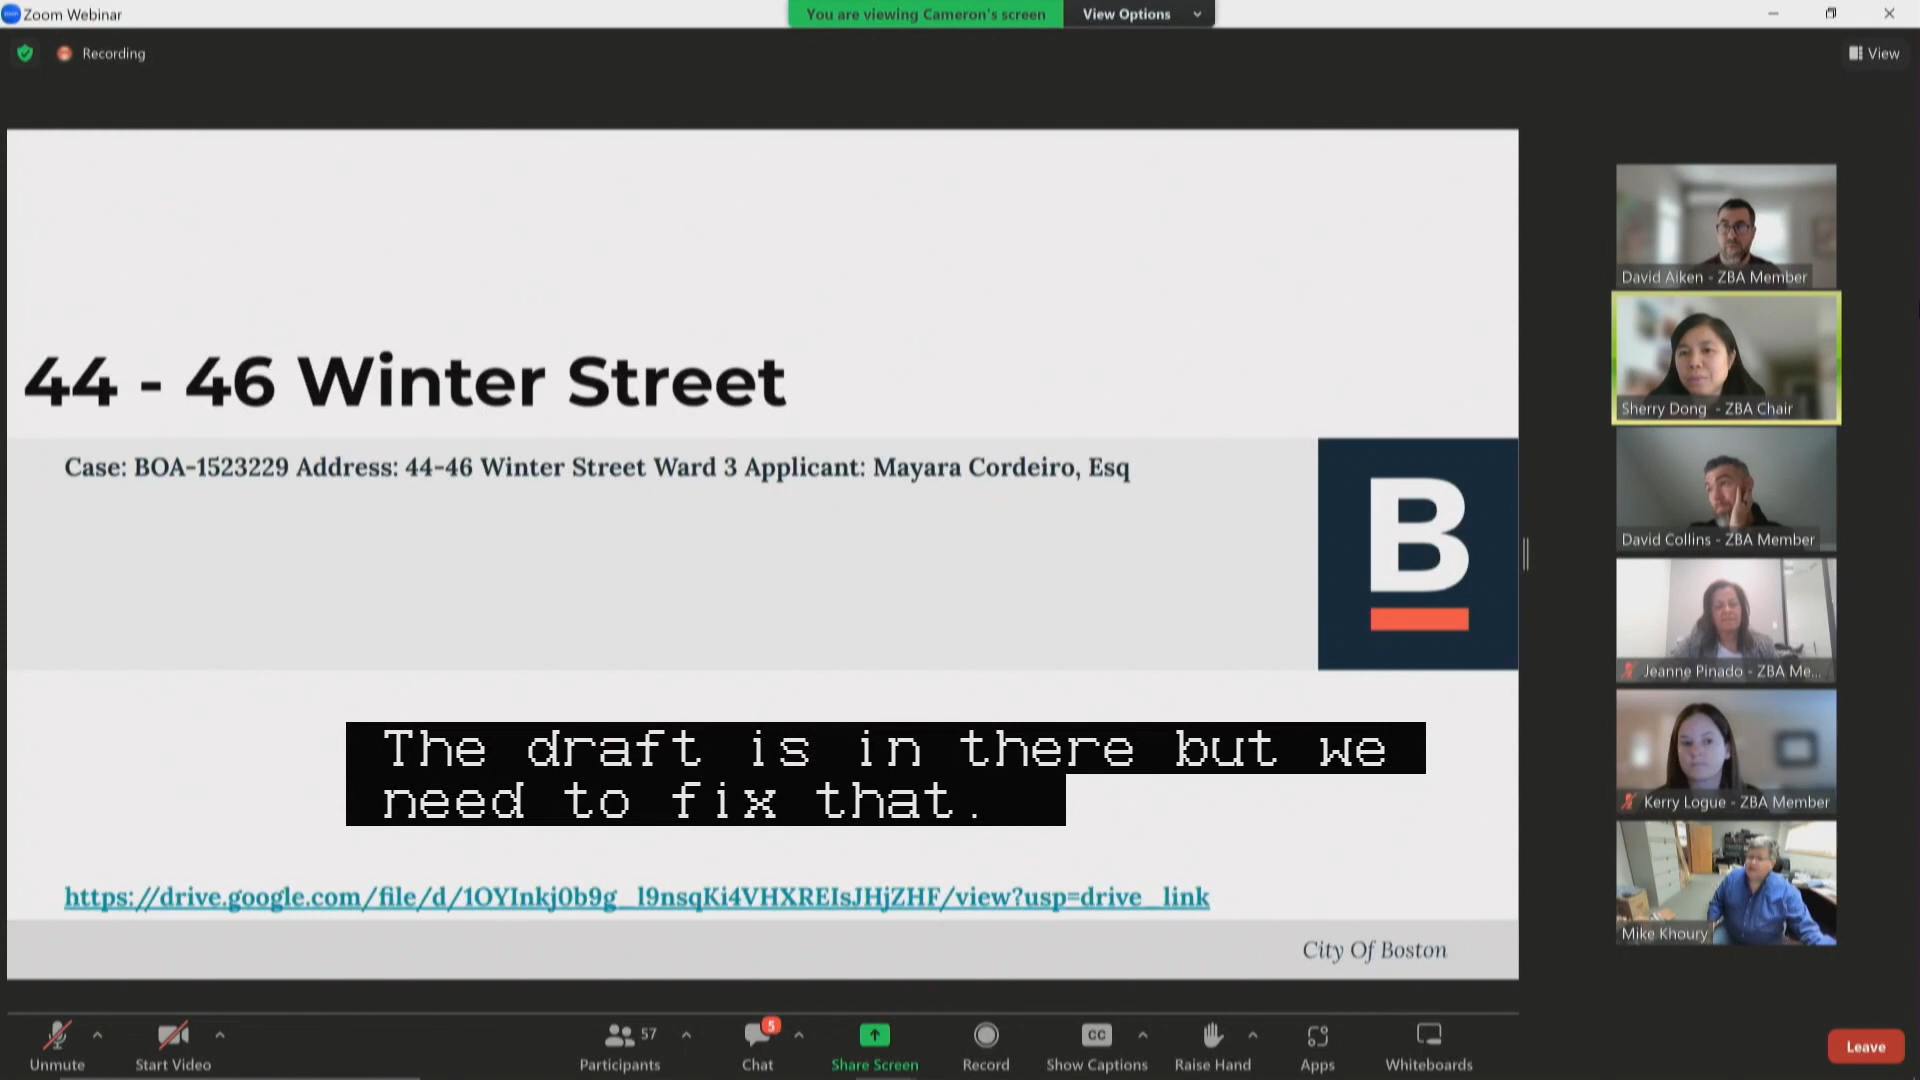 Zoom Webinar
You are viewing Cameron's screen
View Options
Recording
View
44 - 46 Winter Street
Case: BOA-1523229 Address: 44-46 Winter Street Ward 3 Applicant: Mayara Cordeiro, Esq
B
The draft is in there but we
need to fix that.
https://drive.google.com/file/d/1OYInkj0b9g_l9nsqKi4VHXREIsJHjZHF/view?usp=drive_link
City Of Boston
David Aiken - ZBA Member
Sherry Dong - ZBA Chair
David Collins - ZBA Member
Jeanne Pinado - ZBA Me...
Kerry Logue - ZBA Member
Mike Khoury
Unmute
Start Video
57
Participants
5
Chat
Share Screen
Record
CC
Show Captions
Raise Hand
Apps
Whiteboards
Leave